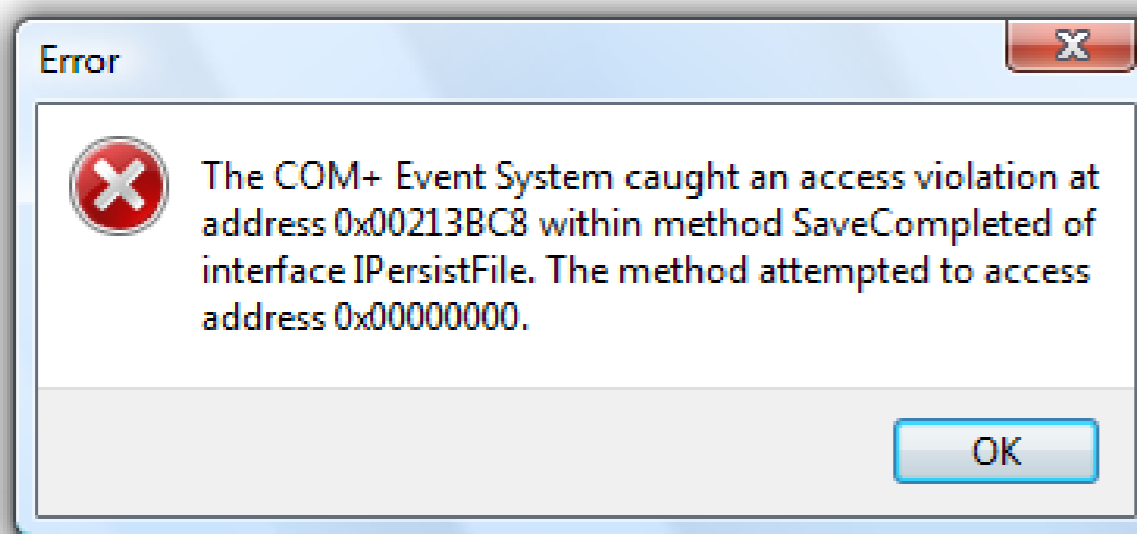 Error
The COM+ Event System caught an access violation at
address 0x00213BC8 within method SaveCompleted of
interface IPersistFile. The method attempted to access
address 0x00000000.
OK